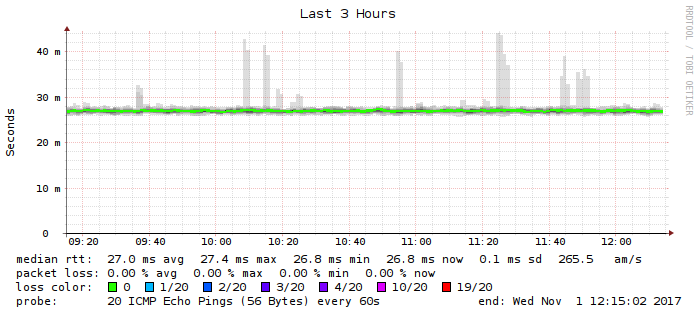 Last 3 Hours
RRDTOOL / TOBI OETIKER
Seconds
40 m
30 m
20 m
10 m
0
09:20 09:40 10:00 10:20 10:40 11:00 11:20 11:40 12:00
median rtt: 27.0 ms avg 27.4 ms max 26.8 ms min 26.8 ms now 0.1 ms sd 265.5 am/s
packet loss: 0.00 % avg 0.00 % max 0.00 % min 0.00 % now
loss color: 0 1/20 2/20 3/20 4/20 10/20 19/20
probe: 20 ICMP Echo Pings (56 Bytes) every 60s end: Wed Nov 1 12:15:02 2017